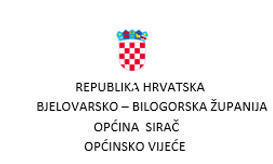 REPUBLIKA HRVATSKA
BJELOVARSKO – BILOGORSKA ŽUPANIJA
OPĆINA SIRAČ
OPĆINSKO VIJEĆE